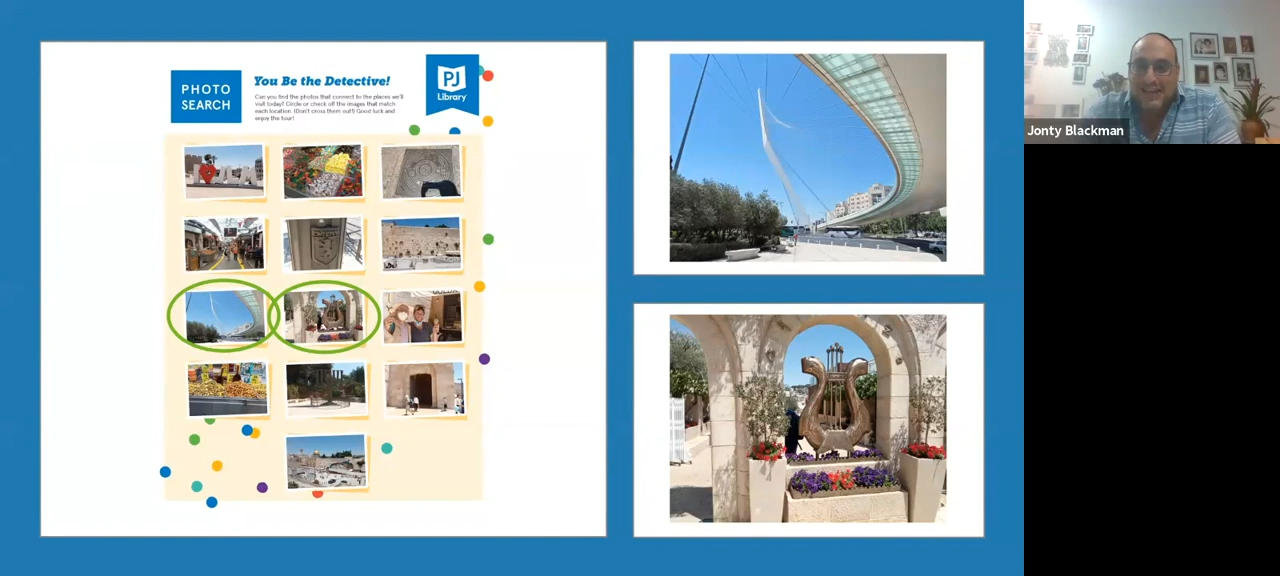 PHOTO
SEARCH
You Be the Detective!
Can you find the photos that connect to the places we'll
visit today? Circle or check off the images that match
each location. (Don't cross them out!) Good luck and
enjoy the tour!
PJ
Library
Jonty Blackman